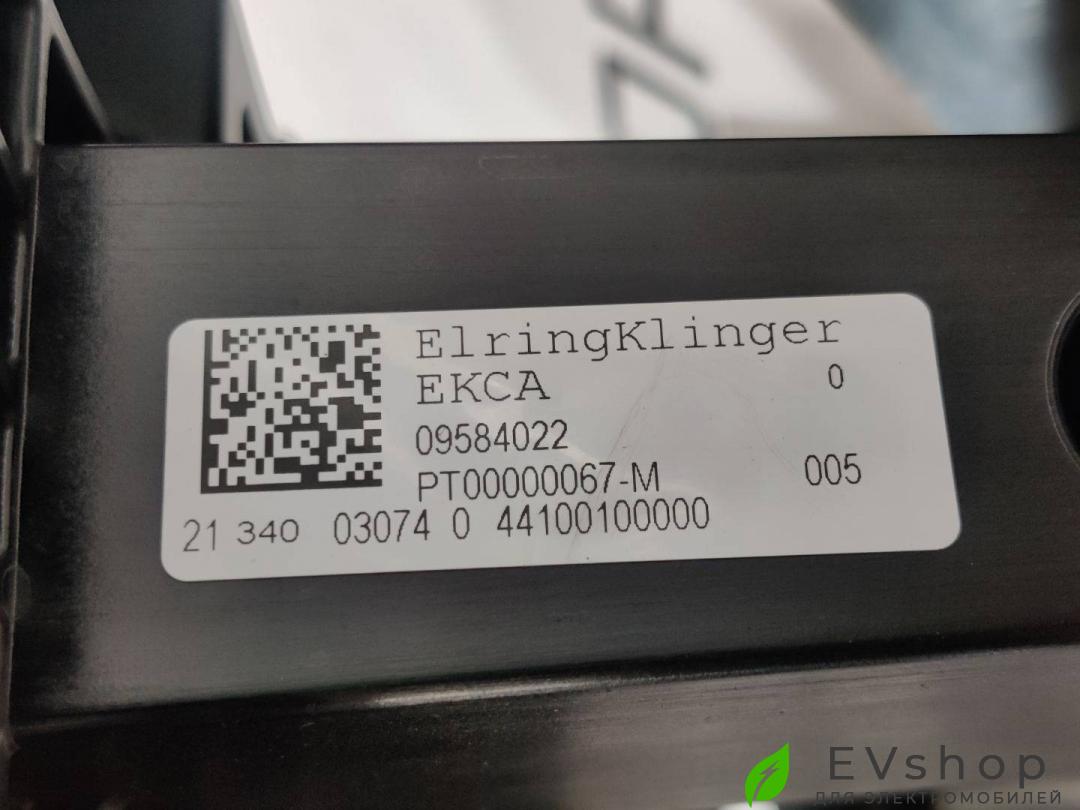 ElringKlinger
EKCA 0
09584022
PT00000067-M 005
21 340 03074 0 44100100000
EVshop
ДЛЯ ЭЛЕКТРОМОБИЛЕЙ